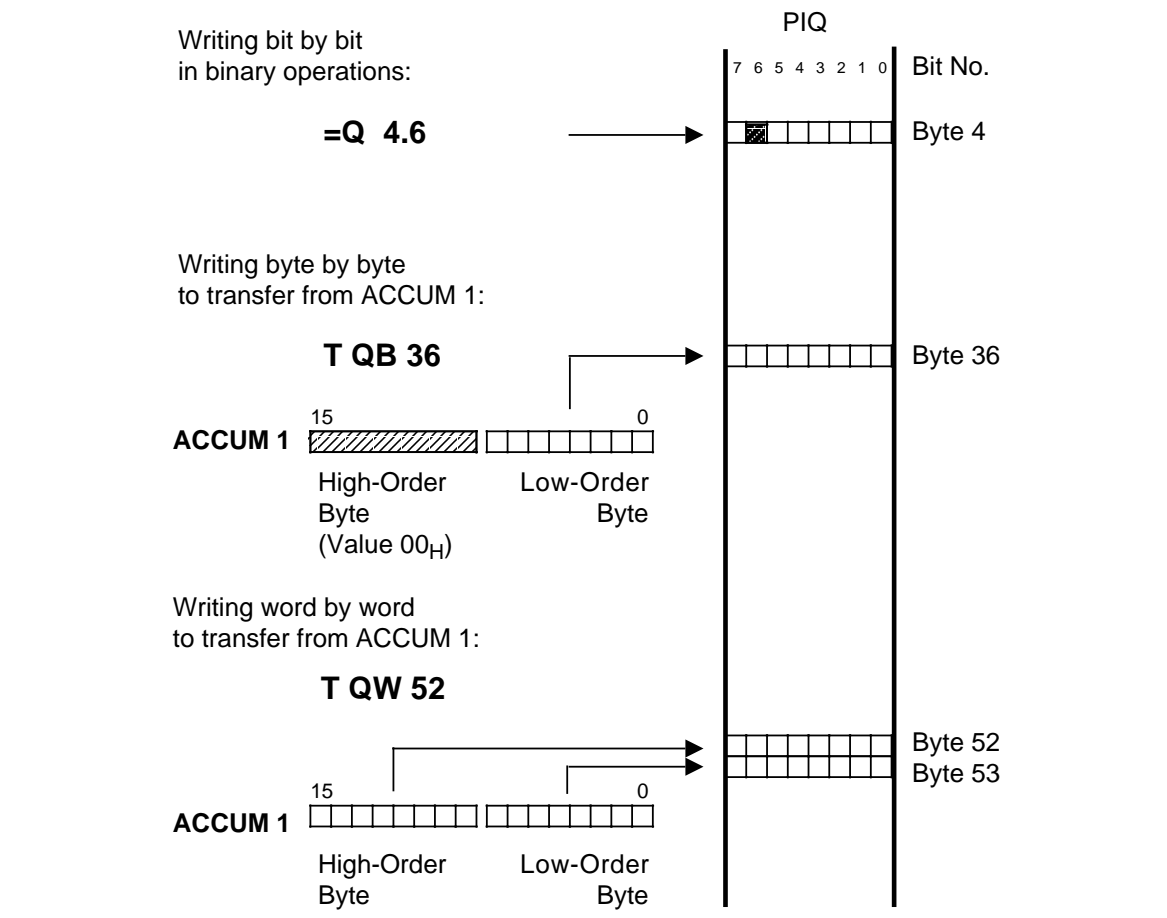 PIQ
Writing bit by bit
in binary operations:
7 6 5 4 3 2 1 0 Bit No.
=Q 4.6
Byte 4
Writing byte by byte
to transfer from ACCUM 1:
T QB 36
Byte 36
15 0
ACCUM 1
High-Order Low-Order
Byte Byte
(Value 00H)
Writing word by word
to transfer from ACCUM 1:
T QW 52
Byte 52
Byte 53
15 0
ACCUM 1
High-Order Low-Order
Byte Byte